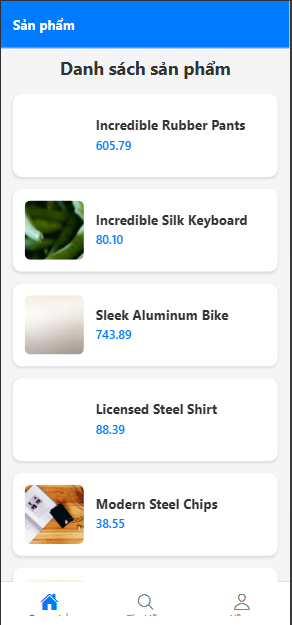 Sản phẩm
Danh sách sản phẩm
Incredible Rubber Pants
605.79
Incredible Silk Keyboard
80.10
Sleek Aluminum Bike
743.89
Licensed Steel Shirt
88.39
Modern Steel Chips
38.55